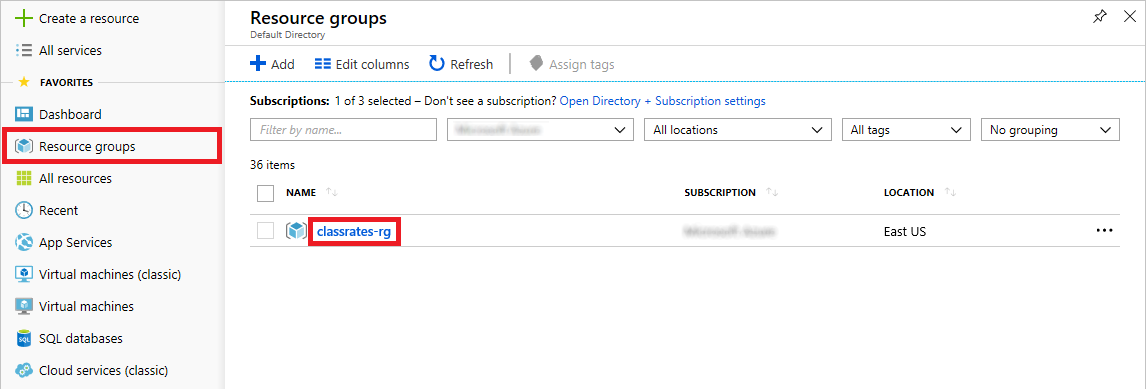 Create a resource
All services
FAVORITES
Dashboard
Resource groups
All resources
Recent
App Services
Virtual machines (classic)
Virtual machines
SQL databases
Cloud services (classic)
Resource groups
Default Directory
Add Edit columns Refresh Assign tags
Subscriptions: 1 of 3 selected – Don't see a subscription? Open Directory + Subscription settings
Filter by name... All locations All tags No grouping
36 items
NAME SUBSCRIPTION LOCATION
classrates-rg East US